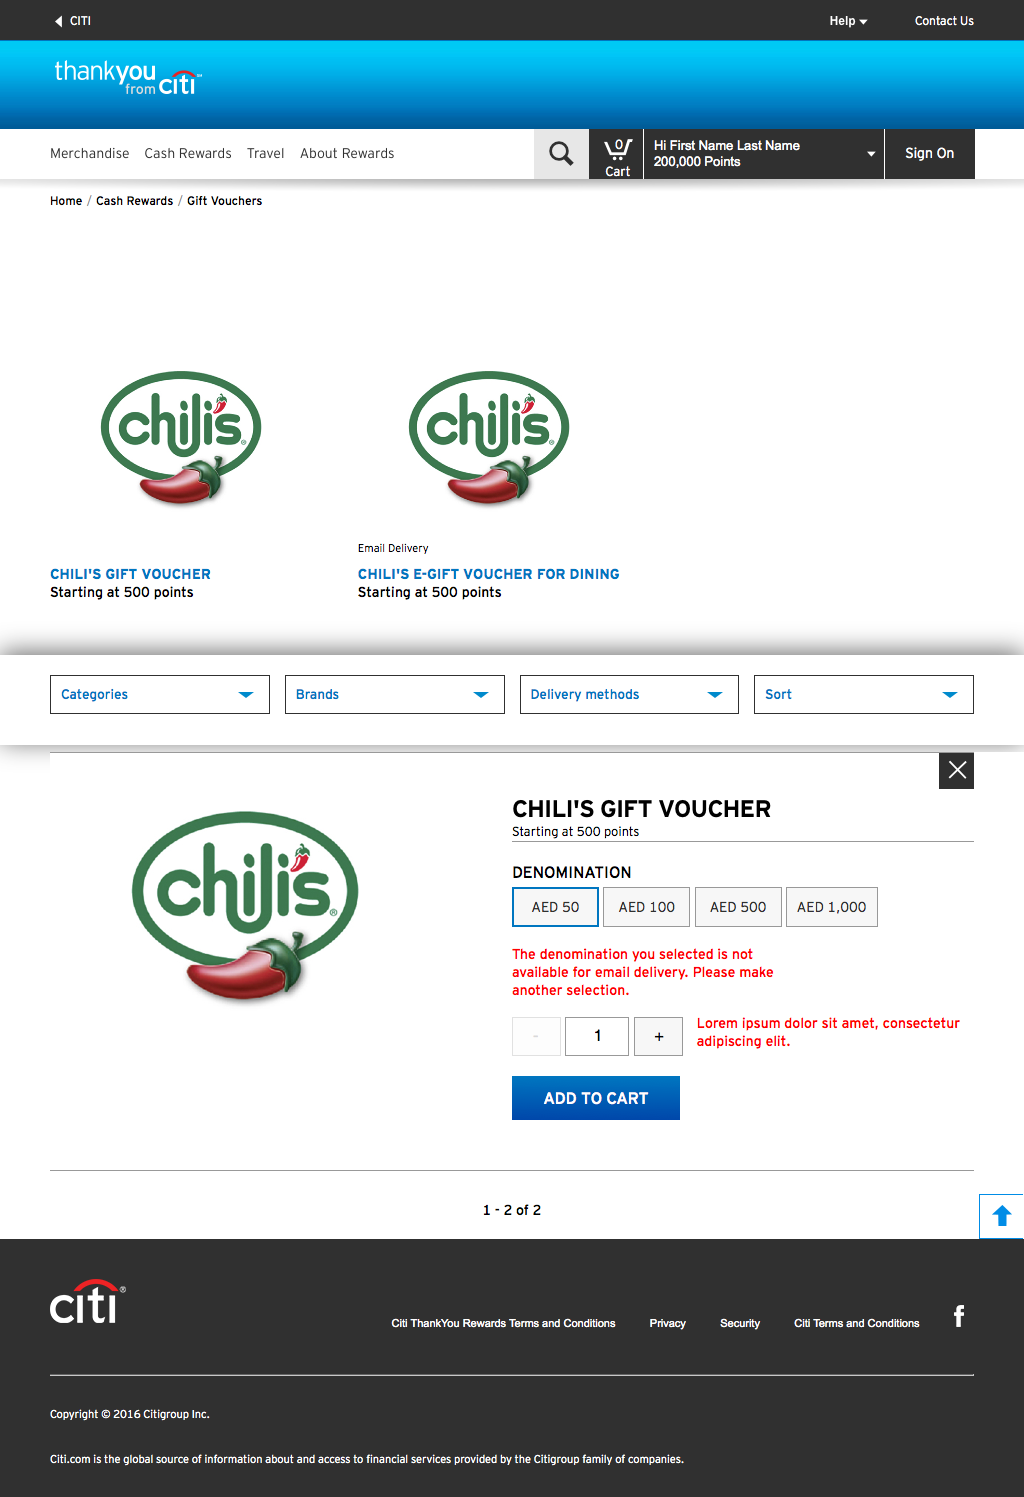 CITI
Help
Contact Us
thankyou
from citi
Merchandise
Cash Rewards
Travel
About Rewards
0
Cart
Hi First Name Last Name
200,000 Points
Sign On
Home / Cash Rewards / Gift Vouchers
chili's®
chili's®
Email Delivery
CHILI'S GIFT VOUCHER
Starting at 500 points
CHILI'S E-GIFT VOUCHER FOR DINING
Starting at 500 points
Categories
Brands
Delivery methods
Sort
chili's®
CHILI'S GIFT VOUCHER
Starting at 500 points
DENOMINATION
AED 50
AED 100
AED 500
AED 1,000
The denomination you selected is not
available for email delivery. Please make
another selection.
- 1 +
Lorem ipsum dolor sit amet, consectetur
adipiscing elit.
ADD TO CART
1 - 2 of 2
citi®
Citi ThankYou Rewards Terms and Conditions
Privacy
Security
Citi Terms and Conditions
f
Copyright © 2016 Citigroup Inc.
Citi.com is the global source of information about and access to financial services provided by the Citigroup family of companies.